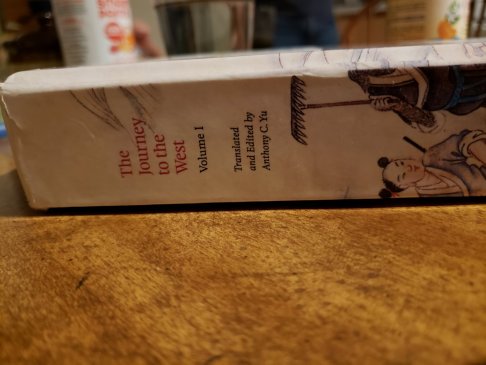 The
Journey
to the
West
Volume I
Translated
and Edited by
Anthony C. Yu